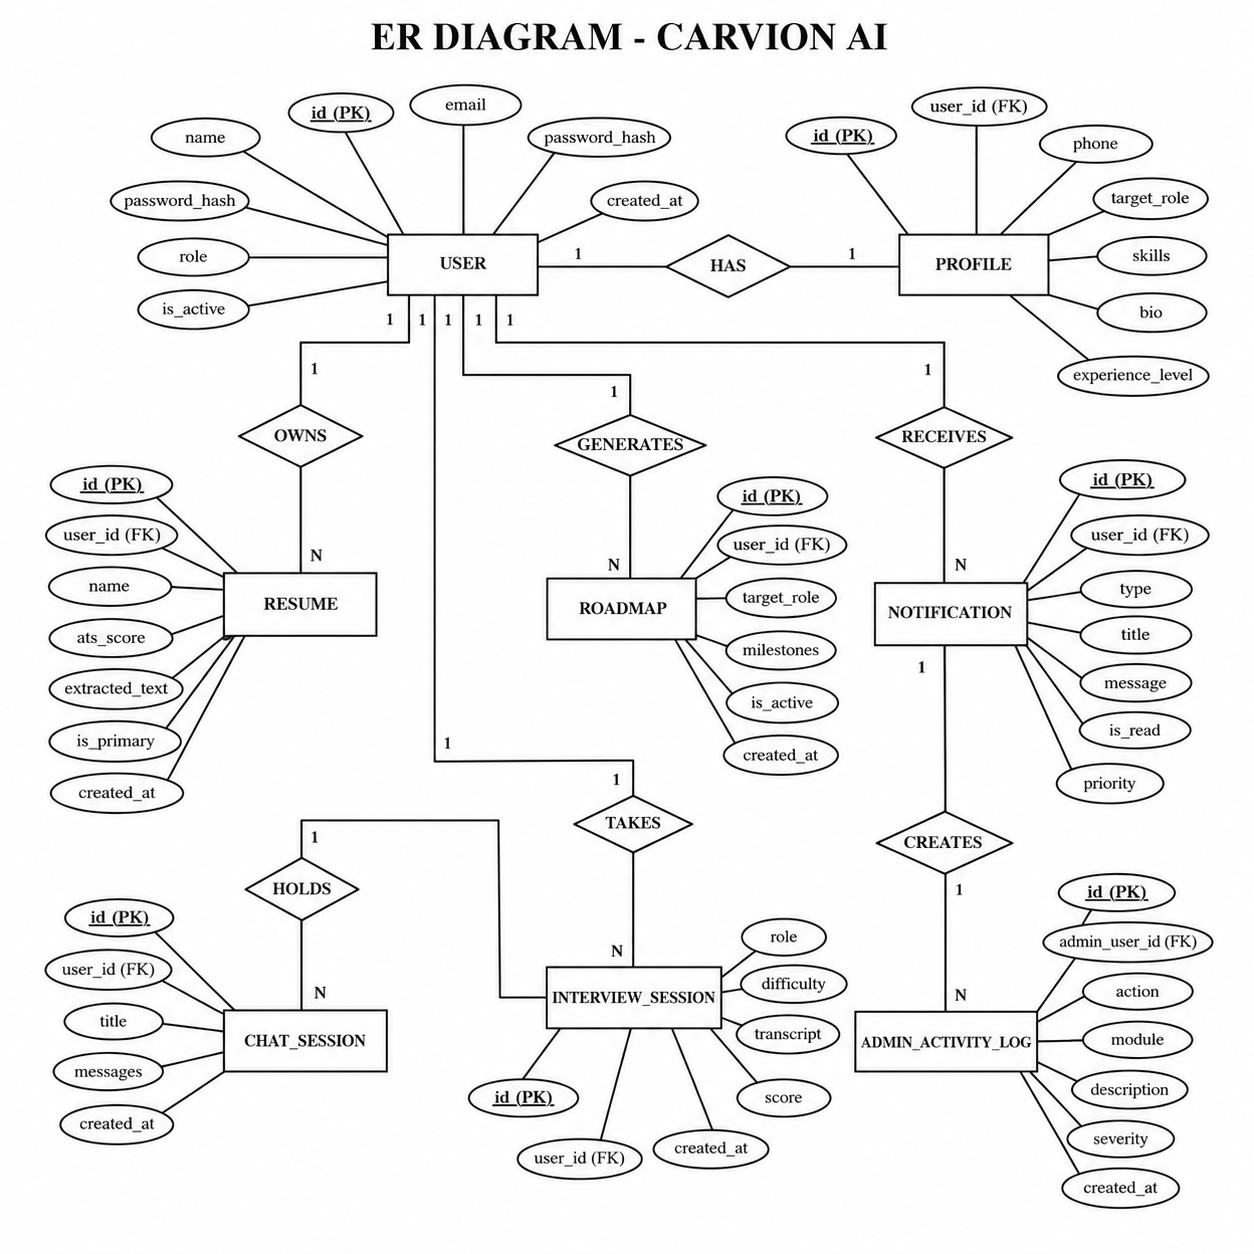 ER DIAGRAM - CARVION AI
id (PK)
email
name
password_hash
password_hash
created_at
role
is_active
USER
1
HAS
1
id (PK)
user_id (FK)
phone
target_role
skills
bio
experience_level
PROFILE
1
1
1
1
1
1
OWNS
N
1
GENERATES
N
1
RECEIVES
N
id (PK)
user_id (FK)
name
ats_score
extracted_text
is_primary
created_at
RESUME
id (PK)
user_id (FK)
target_role
milestones
is_active
created_at
ROADMAP
id (PK)
user_id (FK)
type
title
message
is_read
priority
NOTIFICATION
1
1
1
TAKES
N
1
HOLDS
N
CREATES
1
N
id (PK)
user_id (FK)
title
messages
created_at
CHAT_SESSION
role
difficulty
transcript
score
INTERVIEW_SESSION
id (PK)
user_id (FK)
created_at
id (PK)
admin_user_id (FK)
action
module
description
severity
created_at
ADMIN_ACTIVITY_LOG